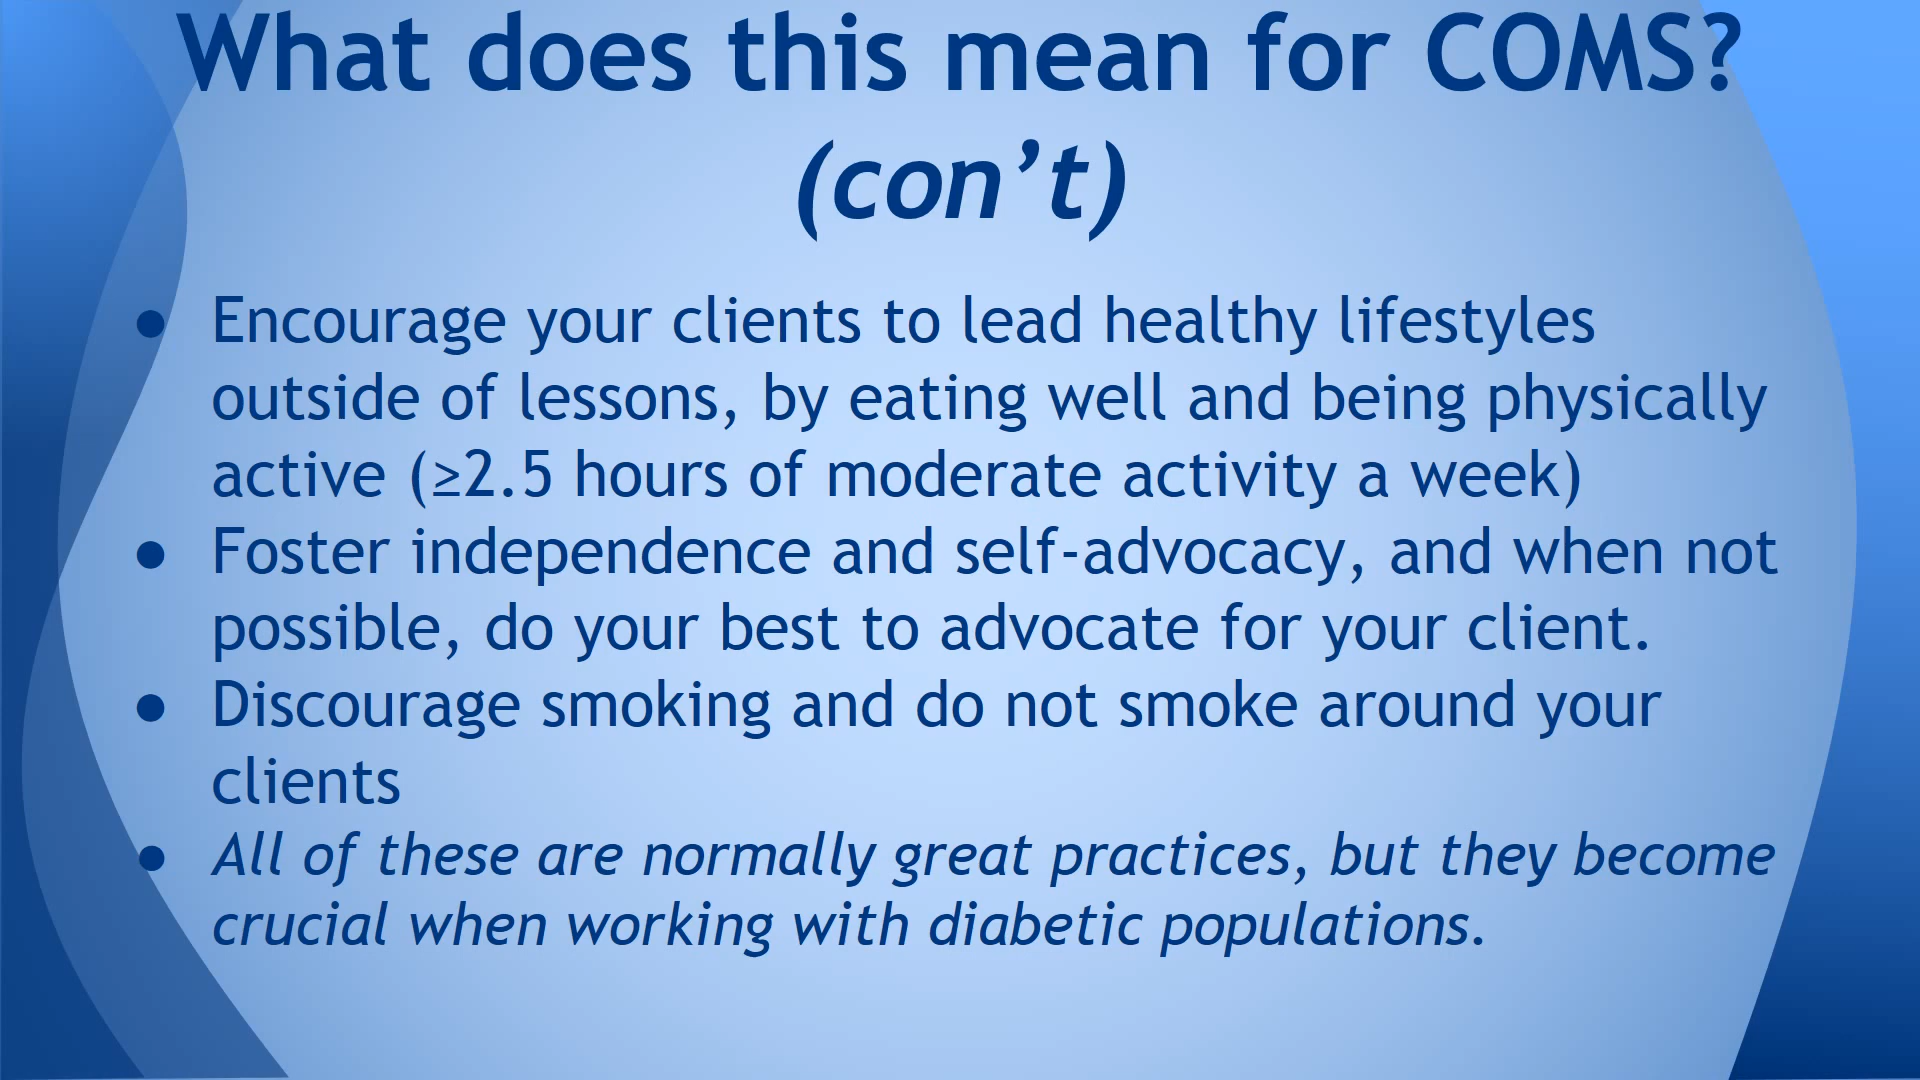 What does this mean for COMS?
(con’t)
● Encourage your clients to lead healthy lifestyles
outside of lessons, by eating well and being physically
active (≥2.5 hours of moderate activity a week)
● Foster independence and self-advocacy, and when not
possible, do your best to advocate for your client.
● Discourage smoking and do not smoke around your
clients
● All of these are normally great practices, but they become
crucial when working with diabetic populations.